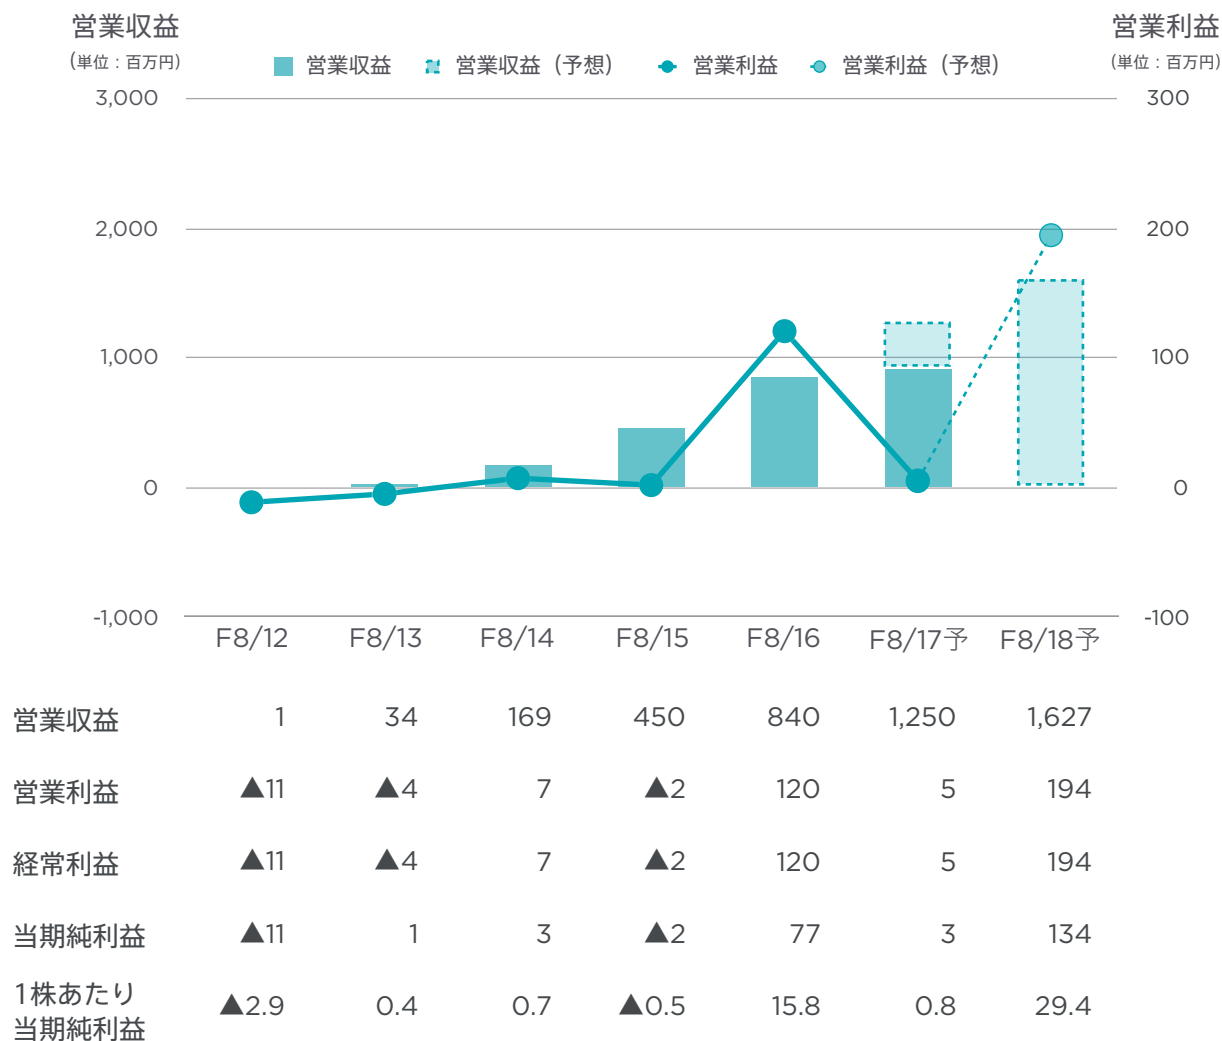 営業収益
(単位：百万円)
営業収益
営業収益（予想）
営業利益
営業利益（予想）
営業利益
(単位：百万円)
3,000
300
2,000
200
1,000
100
0
0
-1,000
-100
F8/12 F8/13 F8/14 F8/15 F8/16 F8/17予 F8/18予
営業収益 1 34 169 450 840 1,250 1,627
営業利益 ▲11 ▲4 7 ▲2 120 5 194
経常利益 ▲11 ▲4 7 ▲2 120 5 194
当期純利益 ▲11 1 3 ▲2 77 3 134
1株あたり
当期純利益 ▲2.9 0.4 0.7 ▲0.5 15.8 0.8 29.4